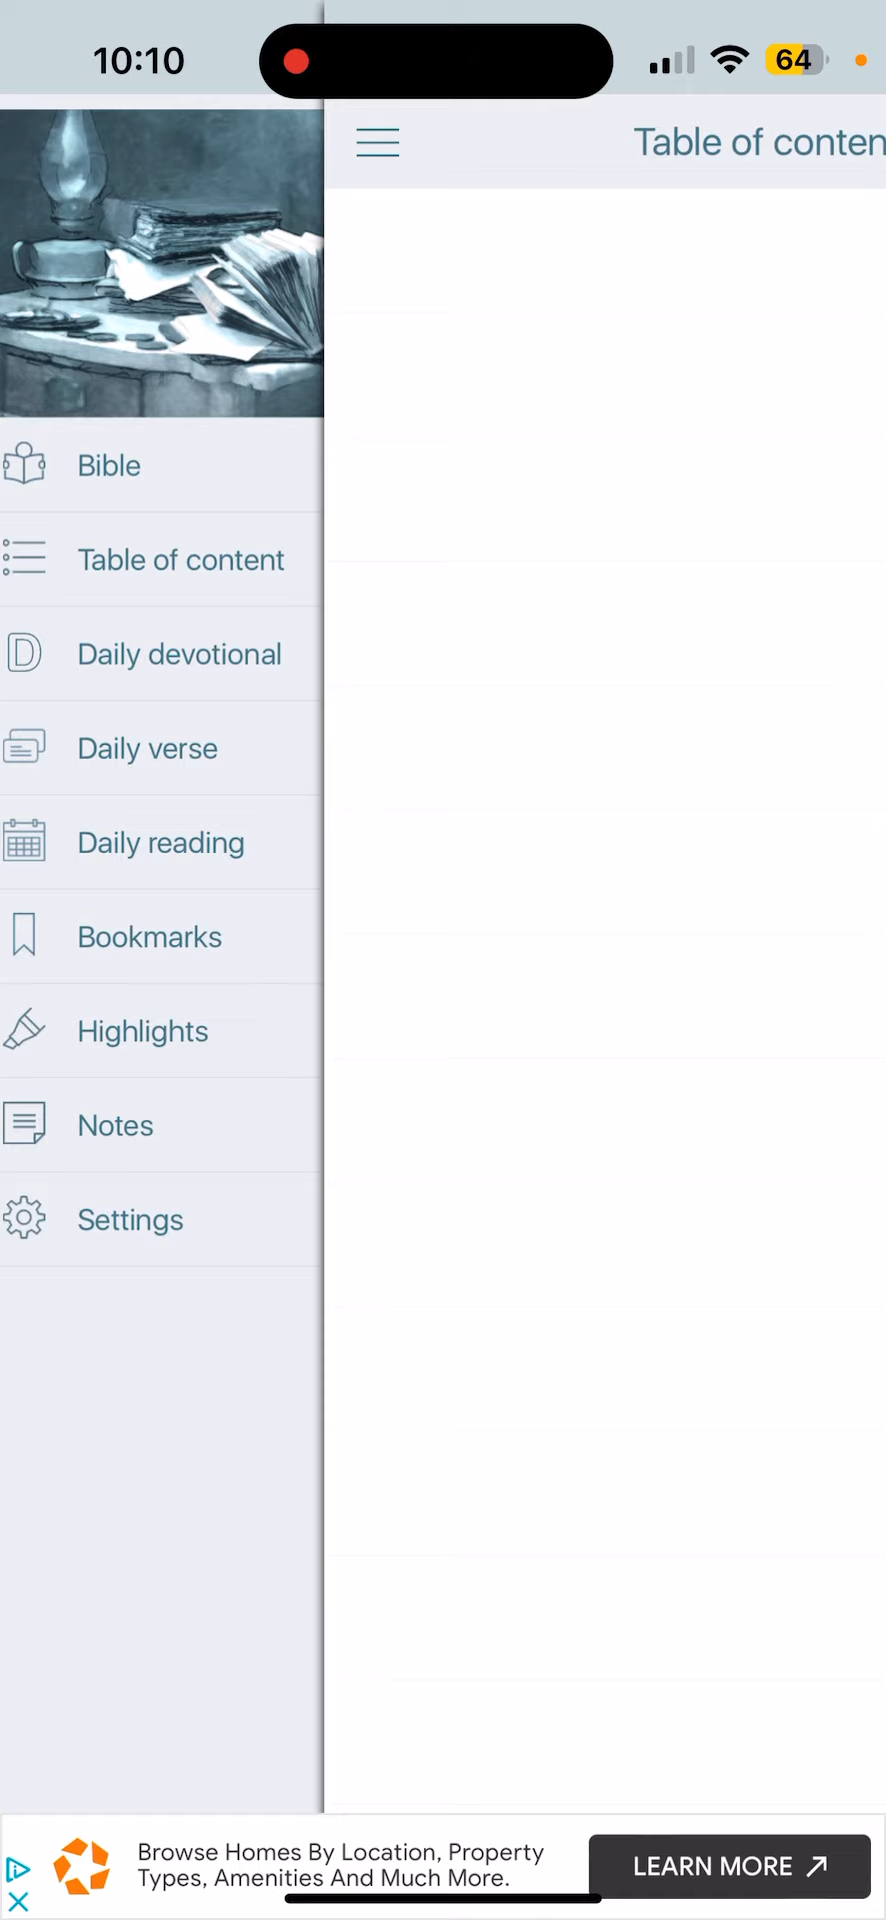 10:10
64
Table of conten
Bible
Table of content
Daily devotional
Daily verse
Daily reading
Bookmarks
Highlights
Notes
Settings
Browse Homes By Location, Property
Types, Amenities And Much More.
LEARN MORE